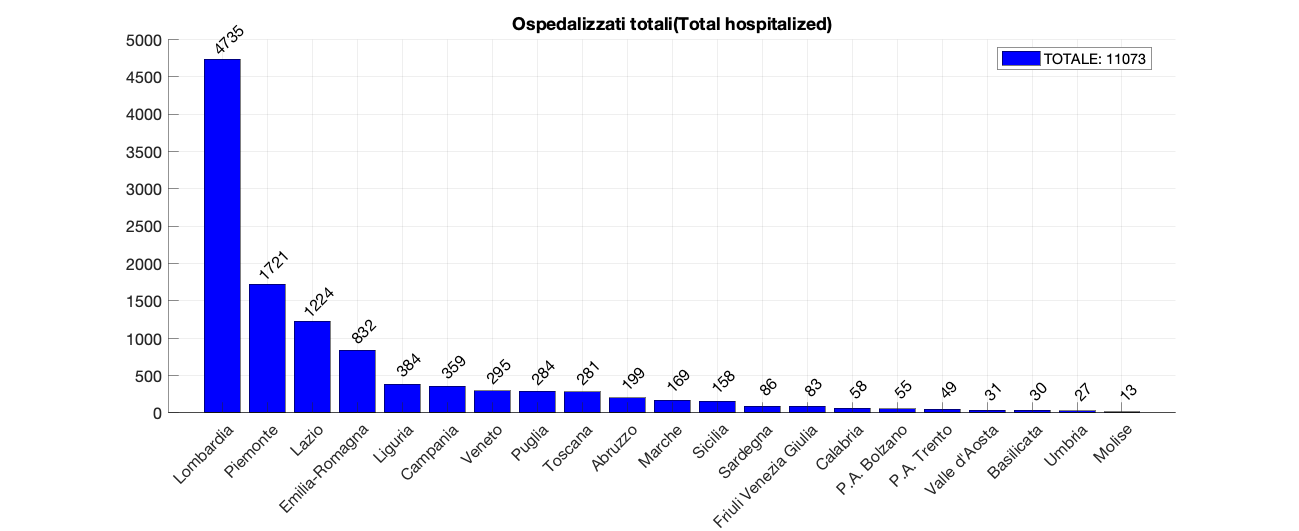 Ospedalizzati totali(Total hospitalized)
TOTALE: 11073
5000
4500
4000
3500
3000
2500
2000
1500
1000
500
0
4735
1721
1224
832
384
359
295
284
281
199
169
158
86
83
58
55
49
31
30
27
13
Lombardia
Piemonte
Lazio
Emilia-Romagna
Liguria
Campania
Veneto
Puglia
Toscana
Abruzzo
Marche
Sicilia
Sardegna
Friuli Venezia Giulia
Calabria
P.A. Bolzano
P.A. Trento
Valle d'Aosta
Basilicata
Umbria
Molise